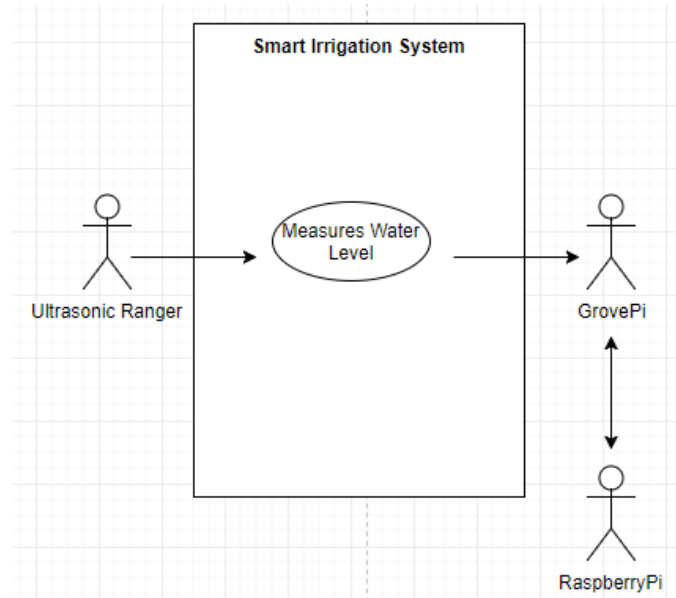 Smart Irrigation System
Measures Water
Level
Ultrasonic Ranger
GrovePi
RaspberryPi